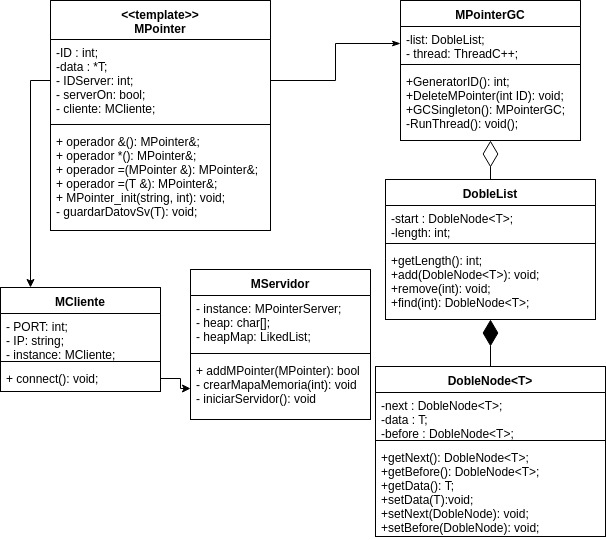 <<template>>
MPointer
-ID : int;
-data : *T;
- IDServer: int;
- serverOn: bool;
- cliente: MCliente;
+ operador &(): MPointer&;
+ operador *(): MPointer&;
+ operador =(MPointer &): MPointer&;
+ operador =(T &): MPointer&;
+ MPointer_init(string, int): void;
- guardarDatovSv(T): void;
MPointerGC
-list: DobleList;
- thread: ThreadC++;
+GeneratorID(): int;
+DeleteMPointer(int ID): void;
+GCSingleton(): MPointerGC;
-RunThread(): void();
DobleList
-start : DobleNode<T>;
-length: int;
+getLength(): int;
+add(DobleNode<T>): void;
+remove(int): void;
+find(int): DobleNode<T>;
MCliente
- PORT: int;
- IP: string;
- instance: MCliente;
+ connect(): void;
MServidor
- instance: MPointerServer;
- heap: char[];
- heapMap: LikedList;
+ addMPointer(MPointer): bool
- crearMapaMemoria(int): void
- iniciarServidor(): void
DobleNode<T>
-next : DobleNode<T>;
-data : T;
-before : DobleNode<T>;
+getNext(): DobleNode<T>;
+getBefore(): DobleNode<T>;
+getData(): T;
+setData(T):void;
+setNext(DobleNode): void;
+setBefore(DobleNode): void;